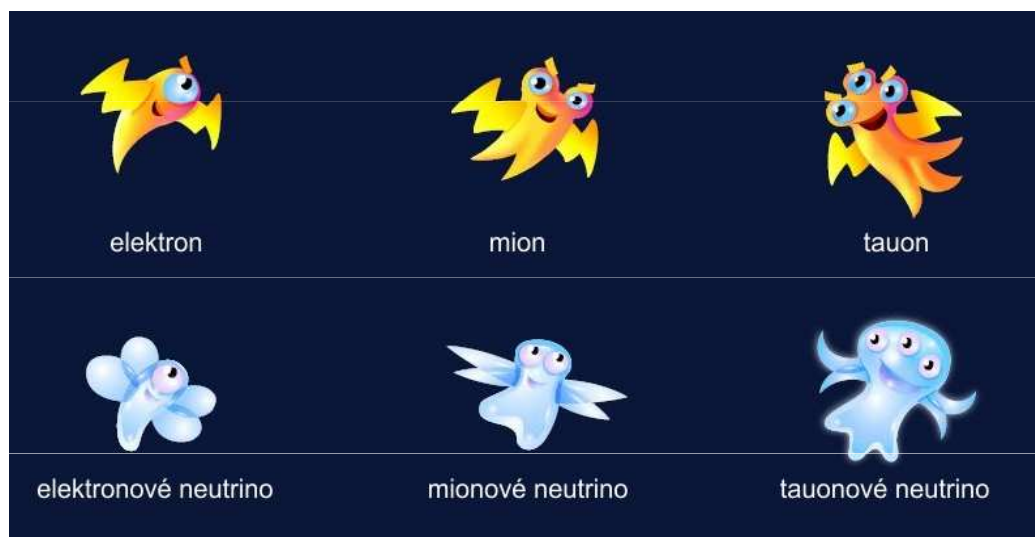 elektron
mion
tauon
elektronové neutrino
mionové neutrino
tauonové neutrino